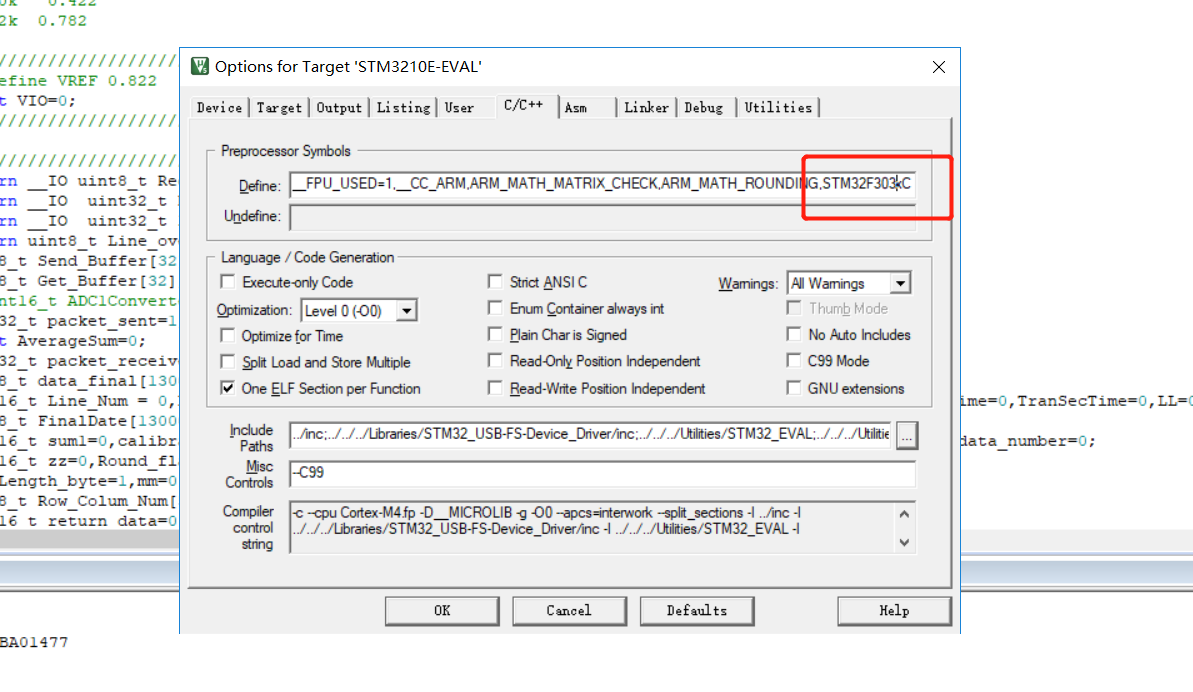 2k  0.782
efine VREF 0.822
t VIO=0;
rn __IO uint8_t Re
rn __IO  uint32_t
rn __IO  uint32_t
rn uint8_t Line_ov
8_t Send_Buffer[32
8_t Get_Buffer[32]
nt16_t ADC1Convert
32_t packet_sent=1
t AverageSum=0;
32_t packet_receiv
8_t data_final[130
16_t Line_Num = 0,
ime=0,TranSecTime=0,LL=0
8_t FinalDate[1300
16_t sum1=0,calibra
data_number=0;
16_t zz=0,Round_fl
Length_byte=1,mm=0
8_t Row_Colum_Num[
16_t return_data=0
Options for Target 'STM3210E-EVAL'
Device Target Output Listing User C/C++ Asm Linker Debug Utilities
Preprocessor Symbols
Define: __FPU_USED=1,__CC_ARM,ARM_MATH_MATRIX_CHECK,ARM_MATH_ROUNDING,STM32F303xC
Undefine:
Language / Code Generation
Execute-only Code
Strict ANSI C
Warnings: All Warnings
Optimization: Level 0 (-O0)
Enum Container always int
Thumb Mode
Optimize for Time
Plain Char is Signed
No Auto Includes
Split Load and Store Multiple
Read-Only Position Independent
C99 Mode
One ELF Section per Function
Read-Write Position Independent
GNU extensions
Include Paths
../inc;../../../Libraries/STM32_USB-FS-Device_Driver/inc;../../../Utilities/STM32_EVAL;../../../Utilitie
...
Misc Controls
--C99
Compiler control string
-c --cpu Cortex-M4.fp -D__MICROLIB -g -O0 --apcs=interwork --split_sections -I ../inc -I
../../../Libraries/STM32_USB-FS-Device_Driver/inc -I ../../../Utilities/STM32_EVAL -I
OK Cancel Defaults Help
BA01477